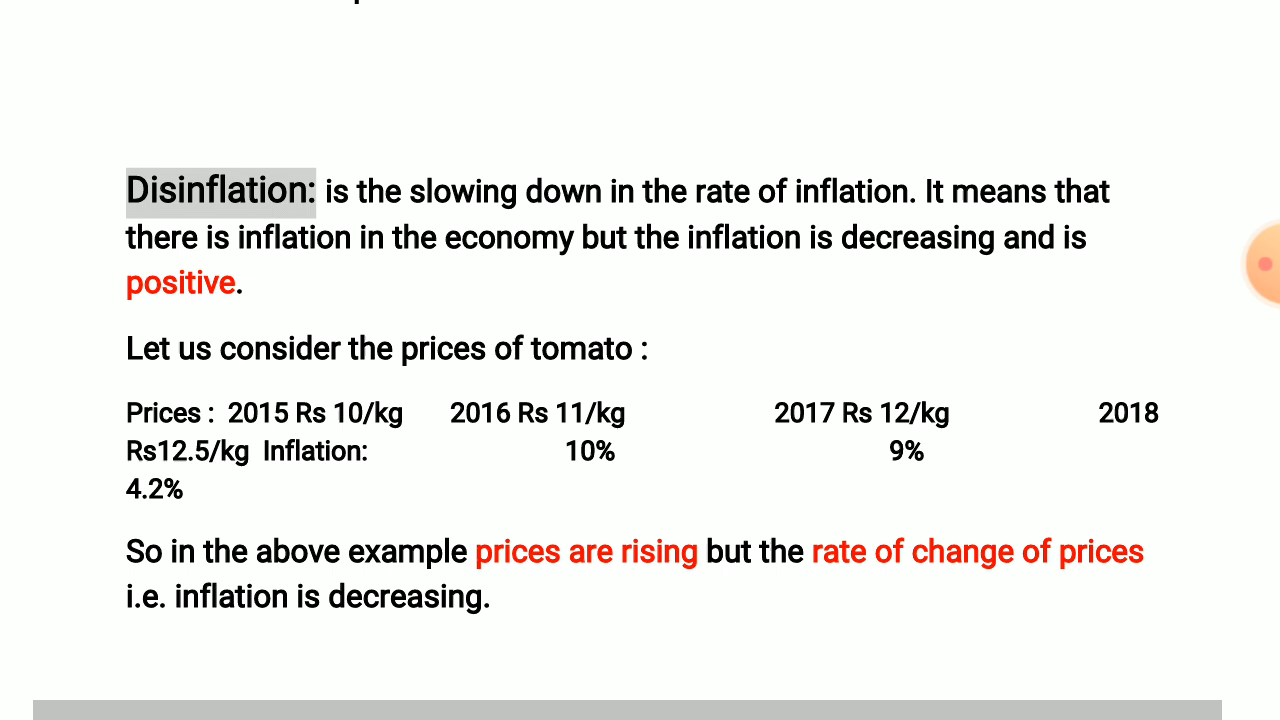 Disinflation: is the slowing down in the rate of inflation. It means that
there is inflation in the economy but the inflation is decreasing and is
positive.
Let us consider the prices of tomato :
Prices : 2015 Rs 10/kg 2016 Rs 11/kg 2017 Rs 12/kg 2018
Rs12.5/kg Inflation: 10% 9%
4.2%
So in the above example prices are rising but the rate of change of prices
i.e. inflation is decreasing.